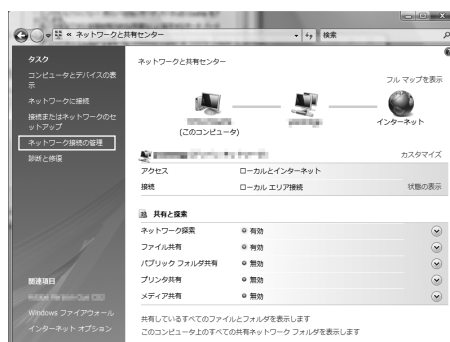 « ネットワークと共有センター
検索
タスク
コンピュータとデバイスの表
示
ネットワークに接続
接続またはネットワークのセ
ットアップ
ネットワーク接続の管理
診断と修復
関連項目
Windows ファイアウォール
インターネット オプション
ネットワークと共有センター
フル マップを表示
(このコンピュータ)
インターネット
カスタマイズ
アクセス ローカルとインターネット
接続 ローカル エリア接続 状態の表示
共有と探索
ネットワーク探索 有効
ファイル共有 有効
パブリック フォルダ共有 無効
プリンタ共有 無効
メディア共有 無効
共有しているすべてのファイルとフォルダを表示します
このコンピュータ上のすべての共有ネットワーク フォルダを表示します